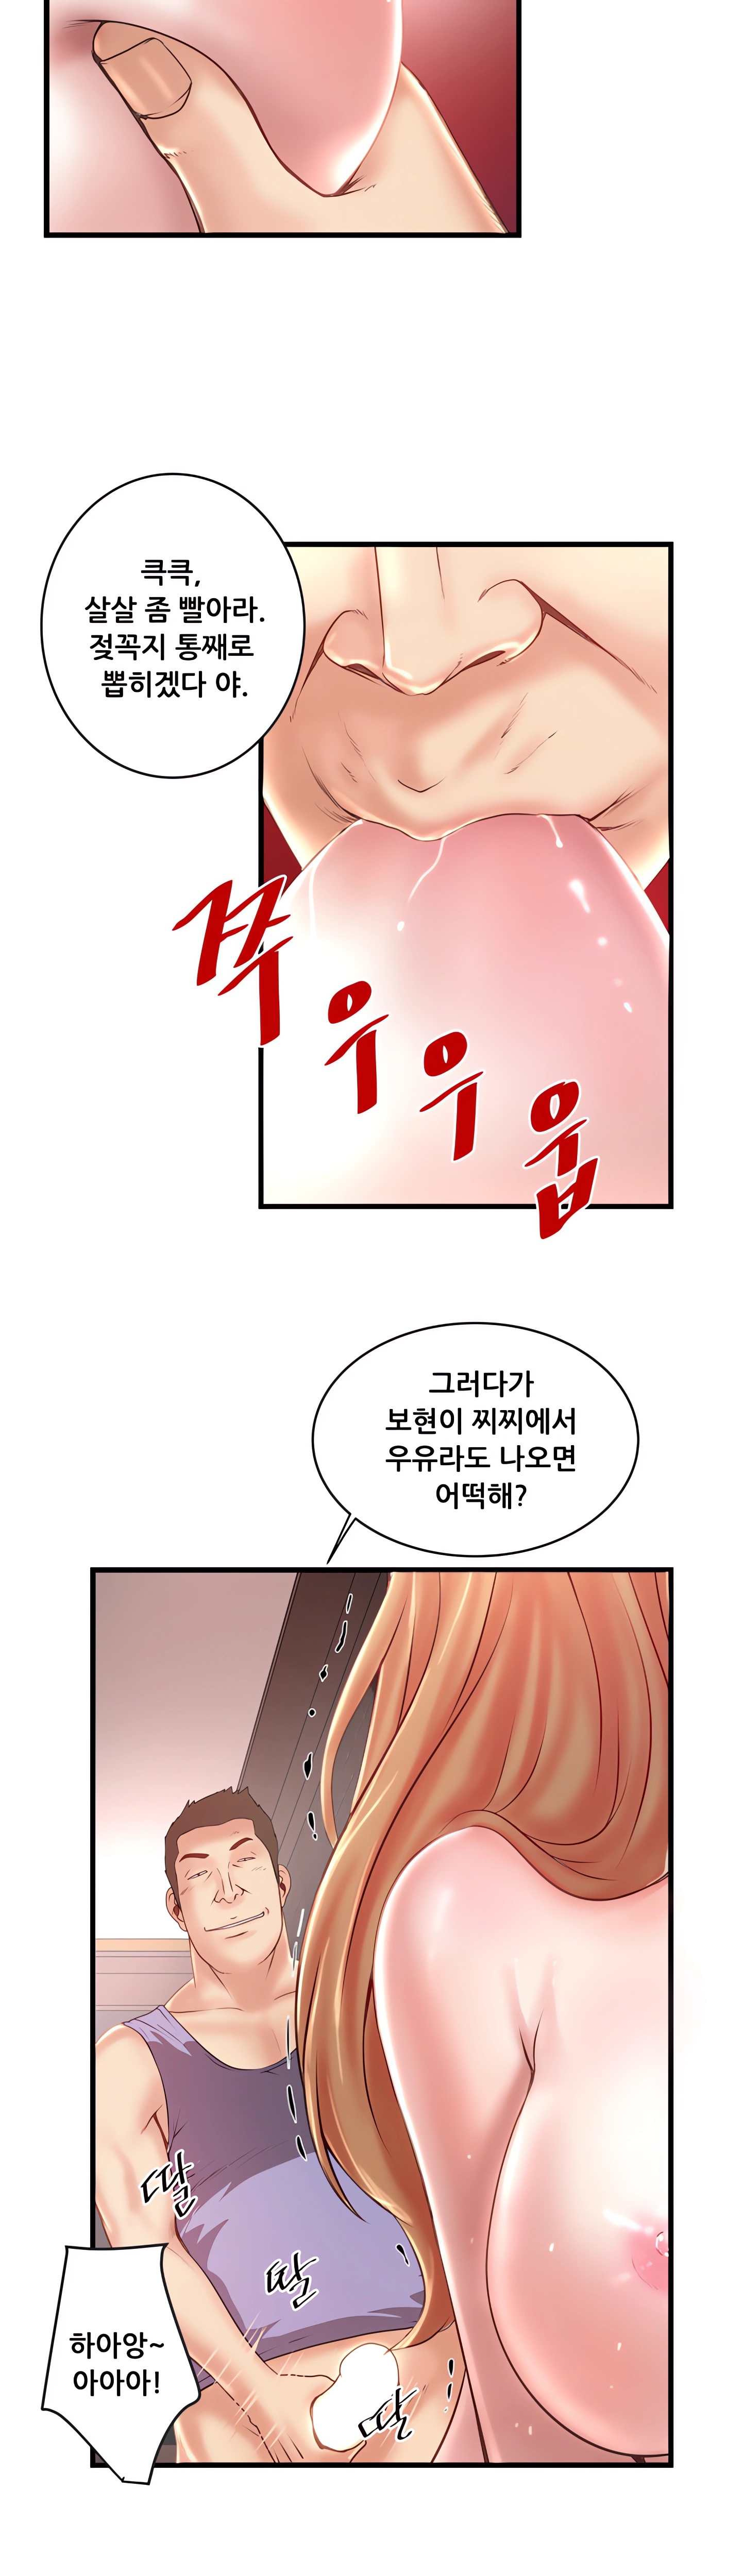 큭큭,
살살 좀 빨아라.
젖꼭지 통째로
뽑히겠다 야.
쭈우우웁
그러다가
보현이 찌찌에서
우유라도 나오면
어떡해?
딸
딸
하아앙~
아아아!
딸